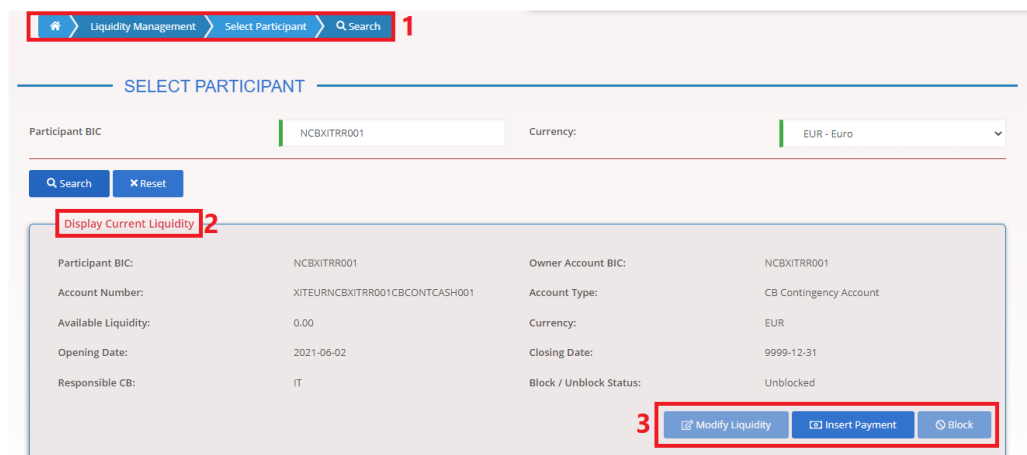 Liquidity Management Select Participant Search 1
SELECT PARTICIPANT
Participant BIC NCBXITRR001 Currency: EUR - Euro
Search Reset
Display Current Liquidity 2
Participant BIC: NCBXITRR001 Owner Account BIC: NCBXITRR001
Account Number: XITEURNCBXITRR001CBCONTCASH001 Account Type: CB Contingency Account
Available Liquidity: 0.00 Currency: EUR
Opening Date: 2021-06-02 Closing Date: 9999-12-31
Responsible CB: IT Block / Unblock Status: Unblocked
3 Modify Liquidity Insert Payment Block